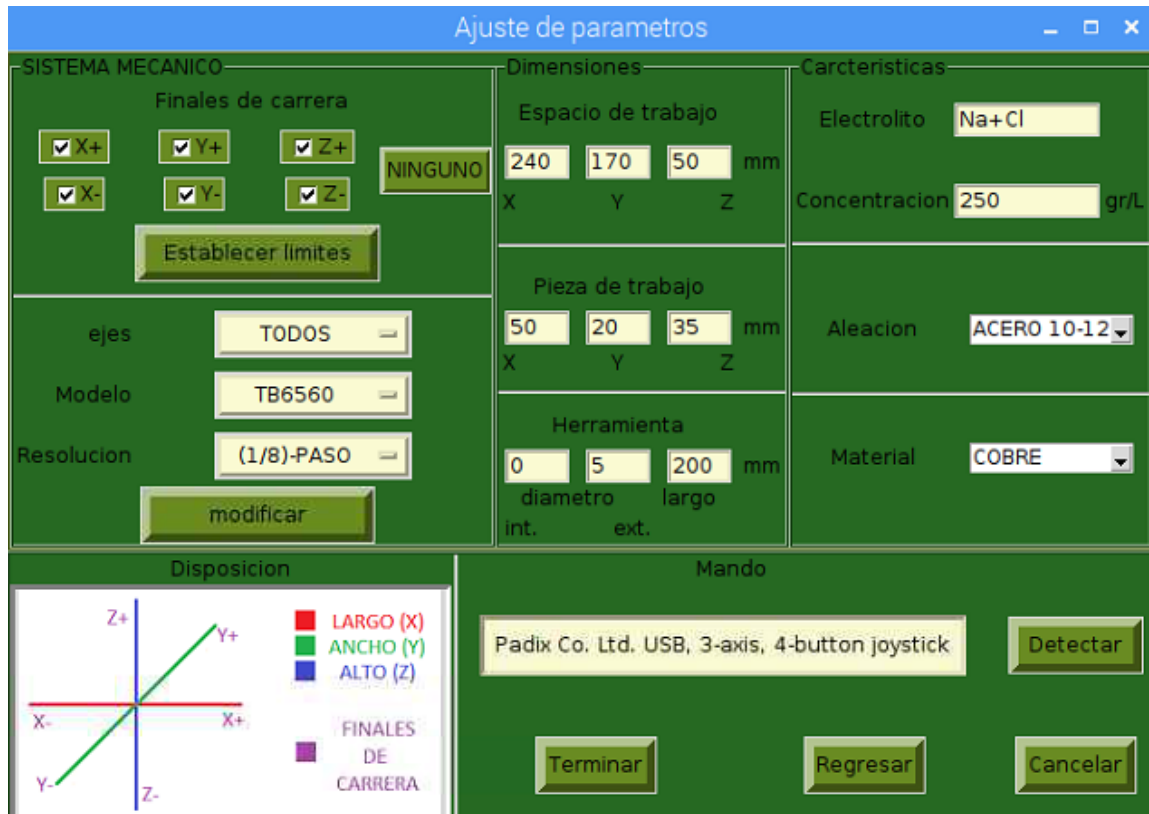 Ajuste de parametros
SISTEMA MECANICO
Finales de carrera
X+ Y+ Z+
NINGUNO
X- Y- Z-
Establecer limites
ejes TODOS
Modelo TB6560
Resolucion (1/8)-PASO
modificar
Dimensiones
Espacio de trabajo
240 170 50 mm
X Y Z
Pieza de trabajo
50 20 35 mm
X Y Z
Herramienta
0 5 200 mm
diametro largo
int. ext.
Carcteristicas
Electrolito Na+Cl
Concentracion 250 gr/L
Aleacion ACERO 10-12
Material COBRE
Disposicion
Z+
Y+
X- X+
Y- Z-
LARGO (X)
ANCHO (Y)
ALTO (Z)
FINALES
DE
CARRERA
Mando
Padix Co. Ltd. USB, 3-axis, 4-button joystick Detectar
Terminar Regresar Cancelar